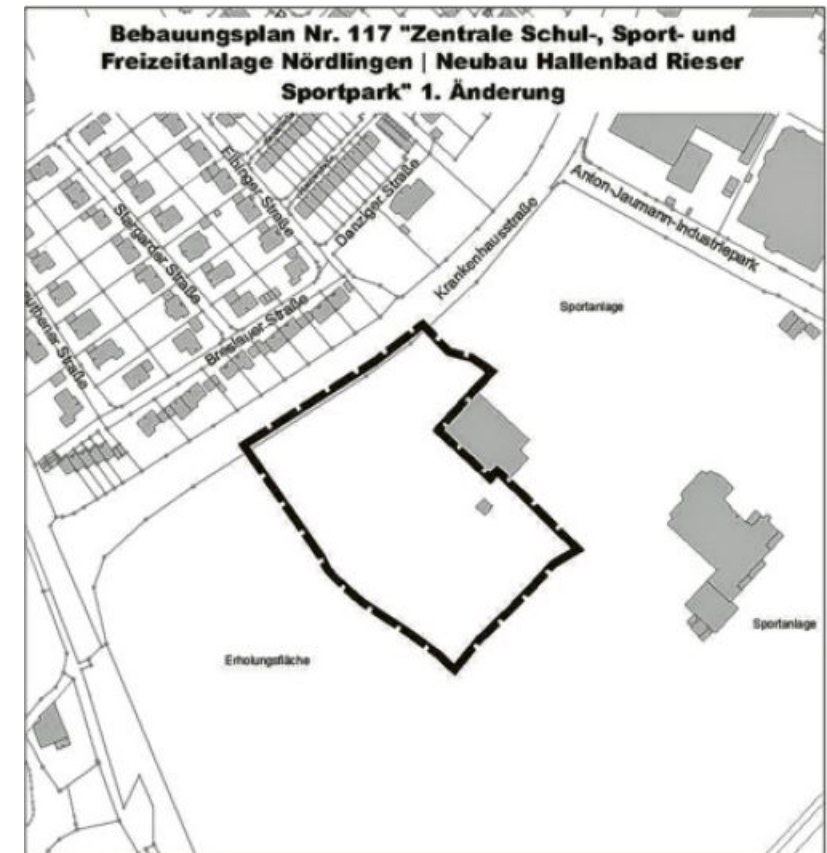 Bebauungsplan Nr. 117 "Zentrale Schul-, Sport- und
Freizeitanlage Nördlingen | Neubau Hallenbad Rieser
Sportpark" 1. Änderung
Elbinger Straße
Danziger Straße
Anton-Jaumann-Industriepark
Stargarder Straße
Krankenhausstraße
Breslauer Straße
Sportanlage
Straße
Sportanlage
Erholungsfläche